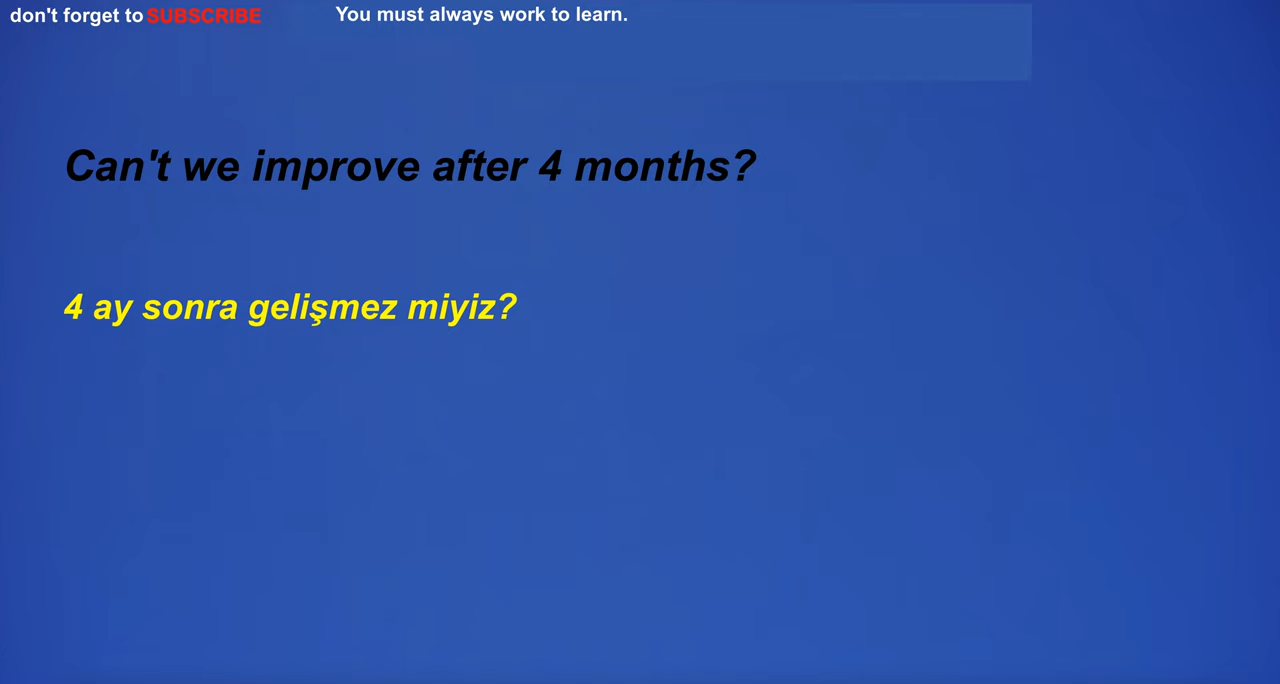 don't forget to SUBSCRIBE
You must always work to learn.
Can't we improve after 4 months?
4 ay sonra gelişmez miyiz?